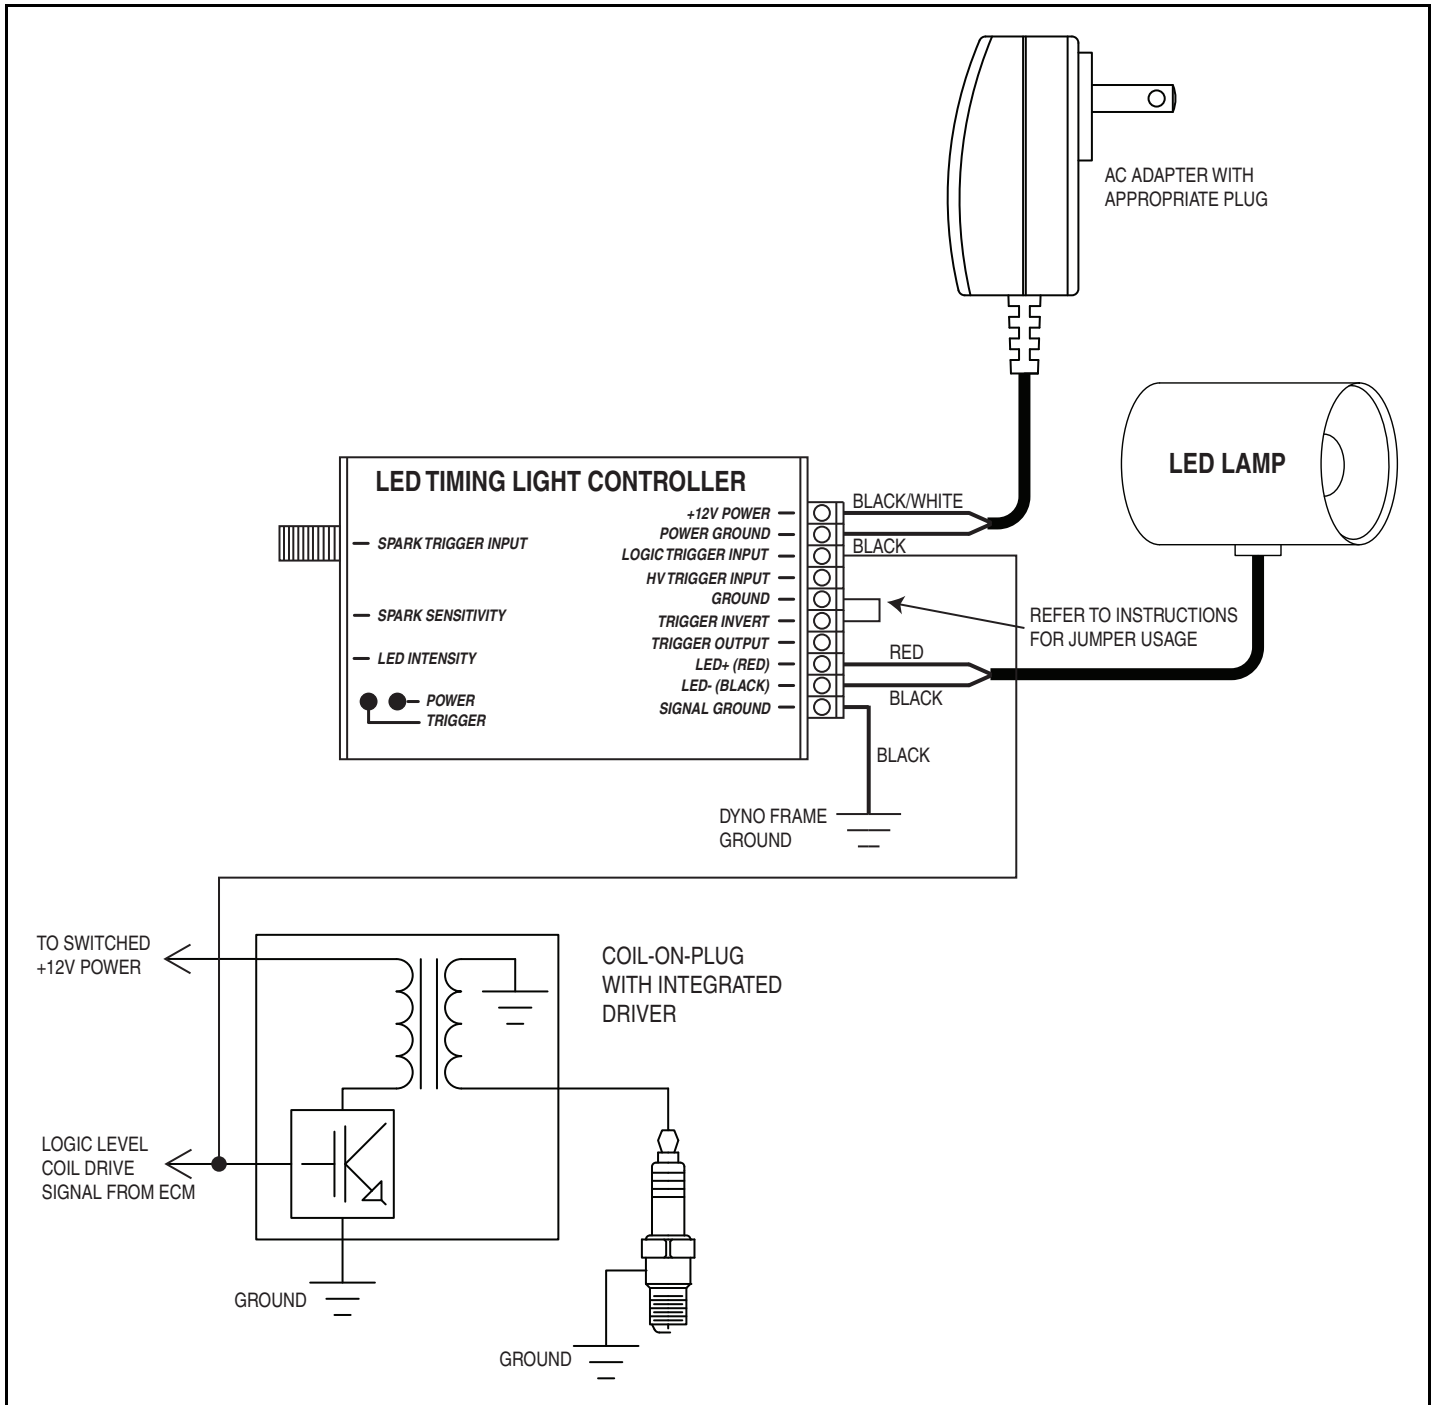 AC ADAPTER WITH
APPROPRIATE PLUG
LED LAMP
LED TIMING LIGHT CONTROLLER
SPARK TRIGGER INPUT
SPARK SENSITIVITY
LED INTENSITY
POWER
TRIGGER
+12V POWER
POWER GROUND
LOGIC TRIGGER INPUT
HV TRIGGER INPUT
GROUND
TRIGGER INVERT
TRIGGER OUTPUT
LED+ (RED)
LED- (BLACK)
SIGNAL GROUND
BLACK/WHITE
BLACK
REFER TO INSTRUCTIONS
FOR JUMPER USAGE
RED
BLACK
BLACK
DYNO FRAME
GROUND
TO SWITCHED
+12V POWER
COIL-ON-PLUG
WITH INTEGRATED
DRIVER
LOGIC LEVEL
COIL DRIVE
SIGNAL FROM ECM
GROUND
GROUND